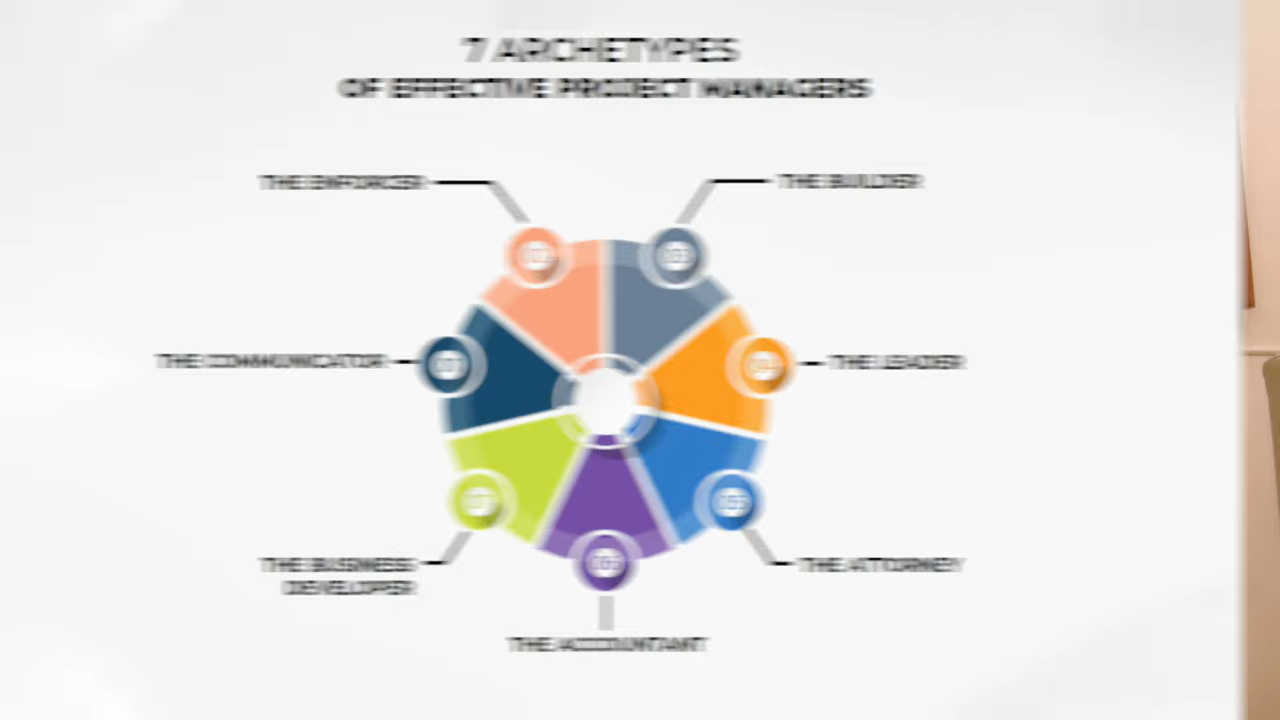 7 ARCHETYPES
OF EFFECTIVE PROJECT MANAGERS
THE ENFORCER
THE BUILDER
THE COMMUNICATOR
THE LEADER
THE BUSINESS
DEVELOPER
THE ATTORNEY
THE ACCOUNTANT